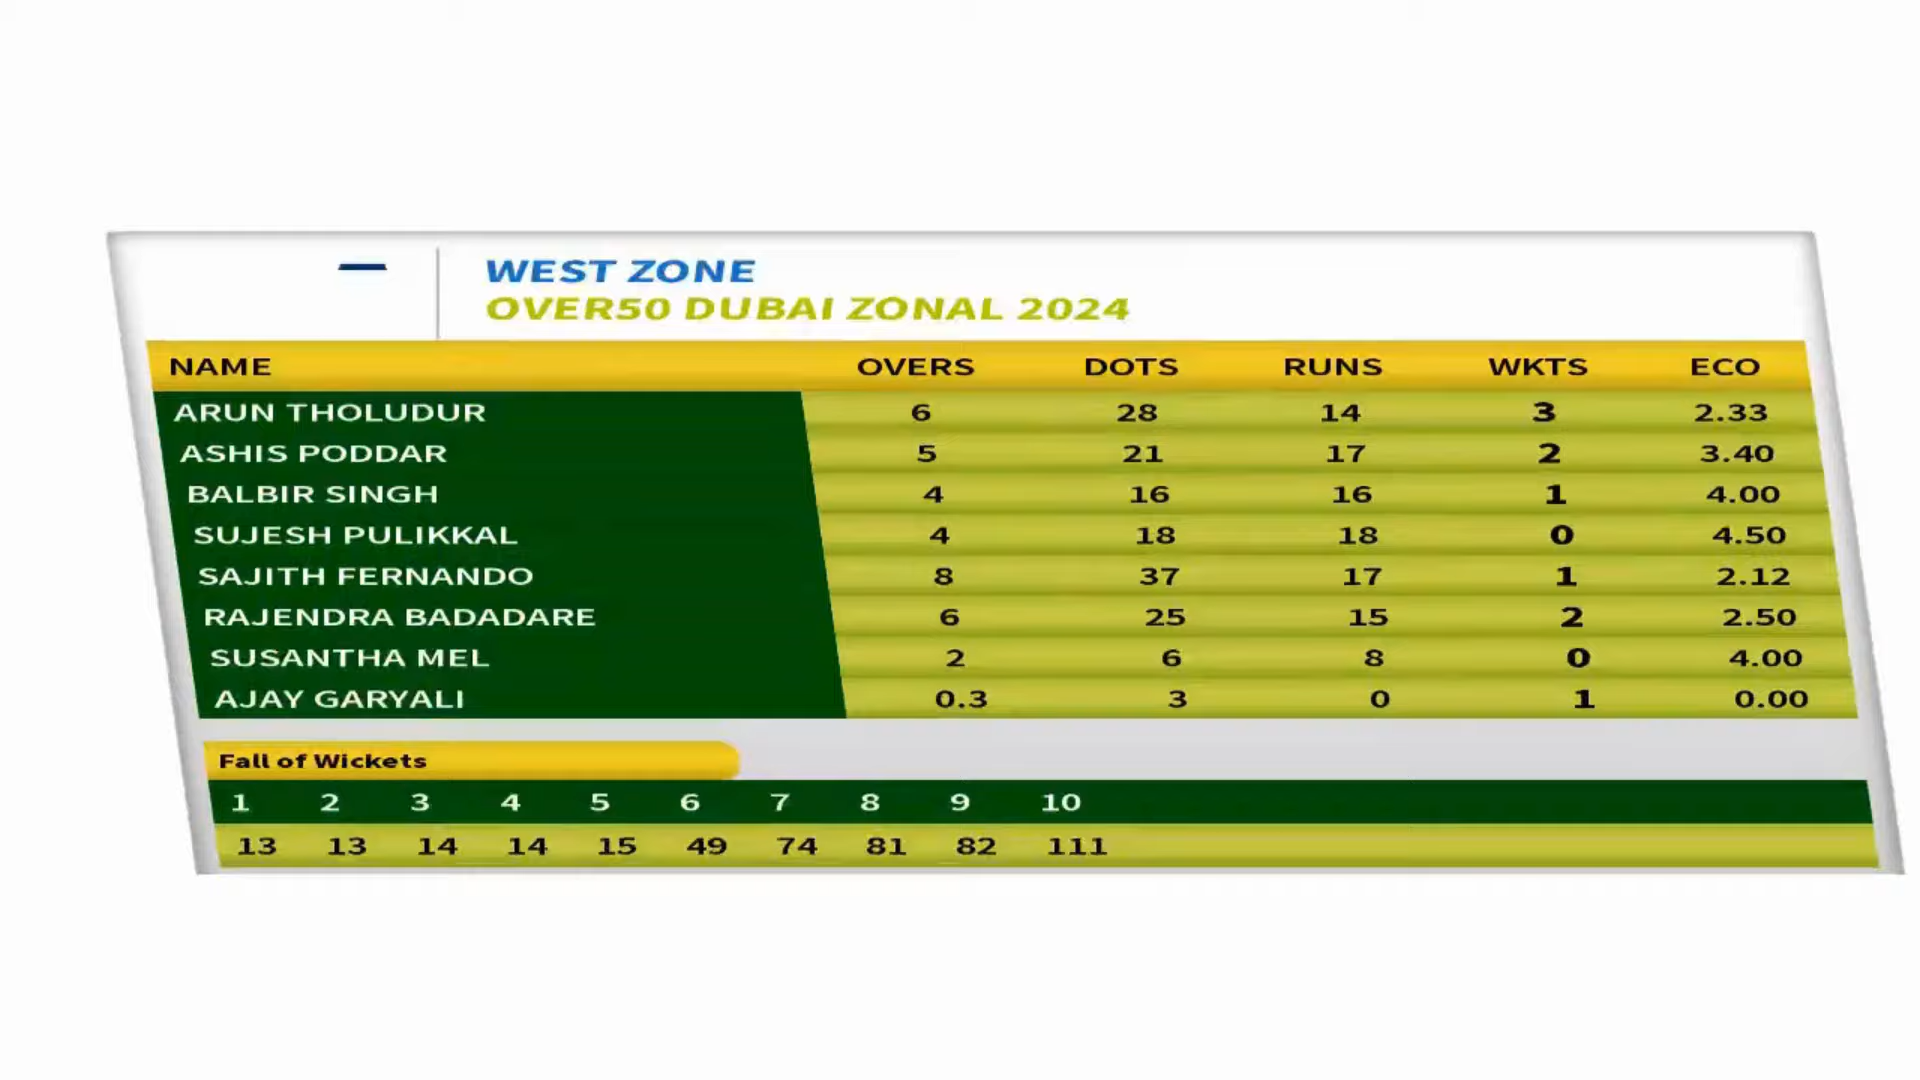 WEST ZONE
OVER50 DUBAI ZONAL 2024
NAME OVERS DOTS RUNS WKTS ECO
ARUN THOLUDUR 6 28 14 3 2.33
ASHIS PODDAR 5 21 17 2 3.40
BALBIR SINGH 4 16 16 1 4.00
SUJESH PULIKKAL 4 18 18 0 4.50
SAJITH FERNANDO 8 37 17 1 2.12
RAJENDRA BADADARE 6 25 15 2 2.50
SUSANTHA MEL 2 6 8 0 4.00
AJAY GARYALI 0.3 3 0 1 0.00
Fall of Wickets
1 2 3 4 5 6 7 8 9 10
13 13 14 14 15 49 74 81 82 111